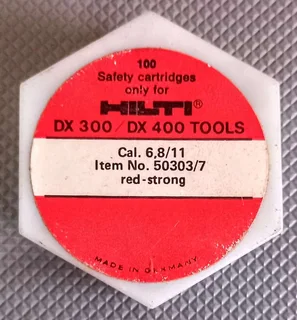 100
Safety cartridges
only for
HILTI®
DX 300 / DX 400 TOOLS
Cal. 6,8/11
Item No. 50303/7
red-strong
MADE IN GERMANY